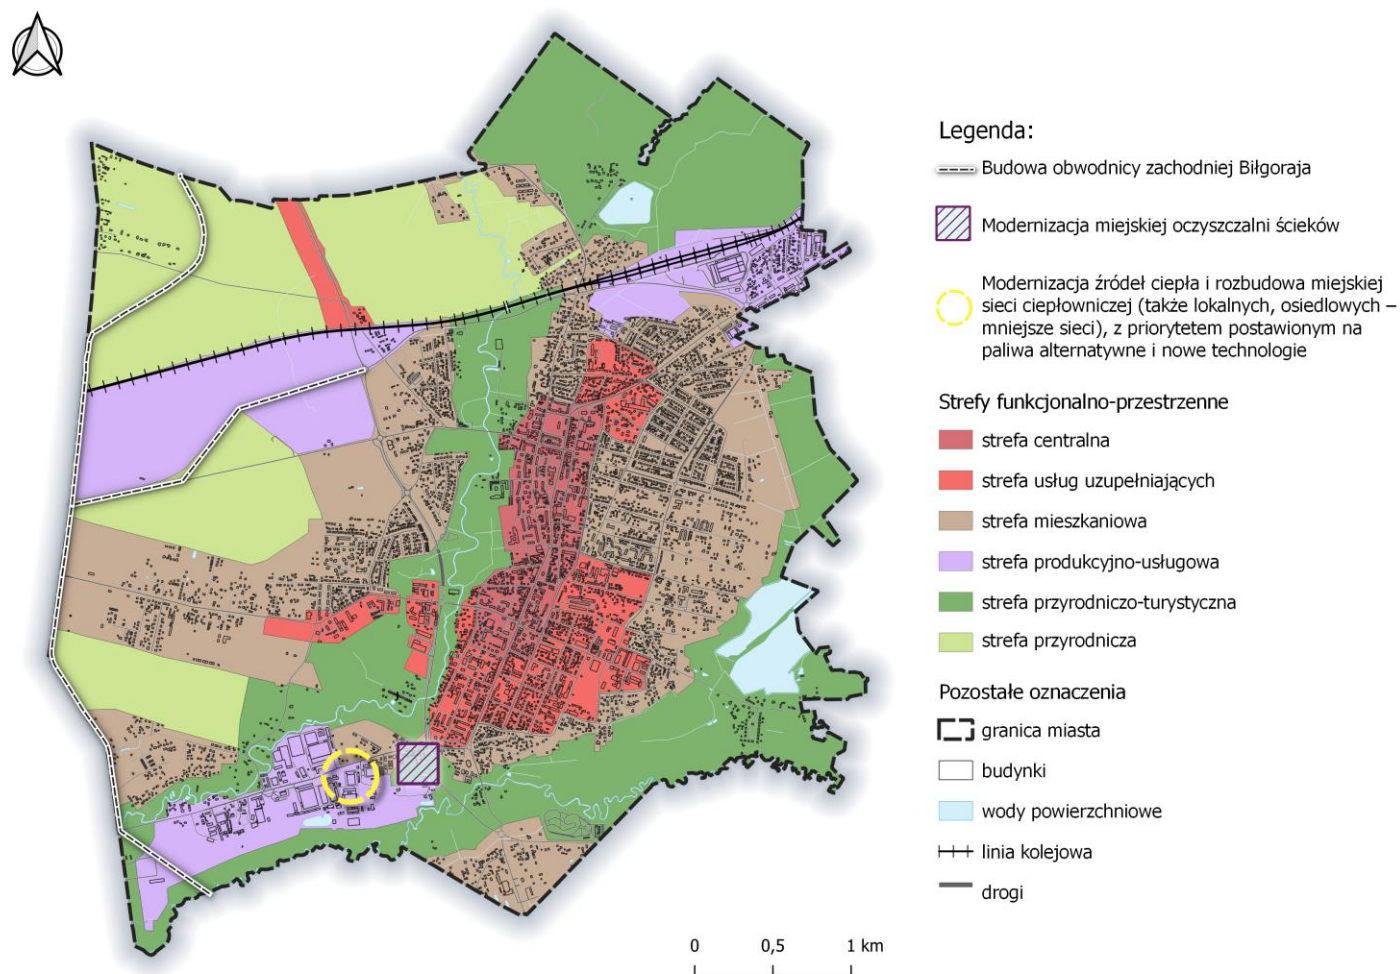 Legenda:
Budowa obwodnicy zachodniej Biłgoraja
Modernizacja miejskiej oczyszczalni ścieków
Modernizacja źródeł ciepła i rozbudowa miejskiej
sieci ciepłowniczej (także lokalnych, osiedlowych –
mniejsze sieci), z priorytetem postawionym na
paliwa alternatywne i nowe technologie
Strefy funkcjonalno-przestrzenne
strefa centralna
strefa usług uzupełniających
strefa mieszkaniowa
strefa produkcyjno-usługowa
strefa przyrodniczo-turystyczna
strefa przyrodnicza
Pozostałe oznaczenia
granica miasta
budynki
wody powierzchniowe
linia kolejowa
drogi
0 0,5 1 km